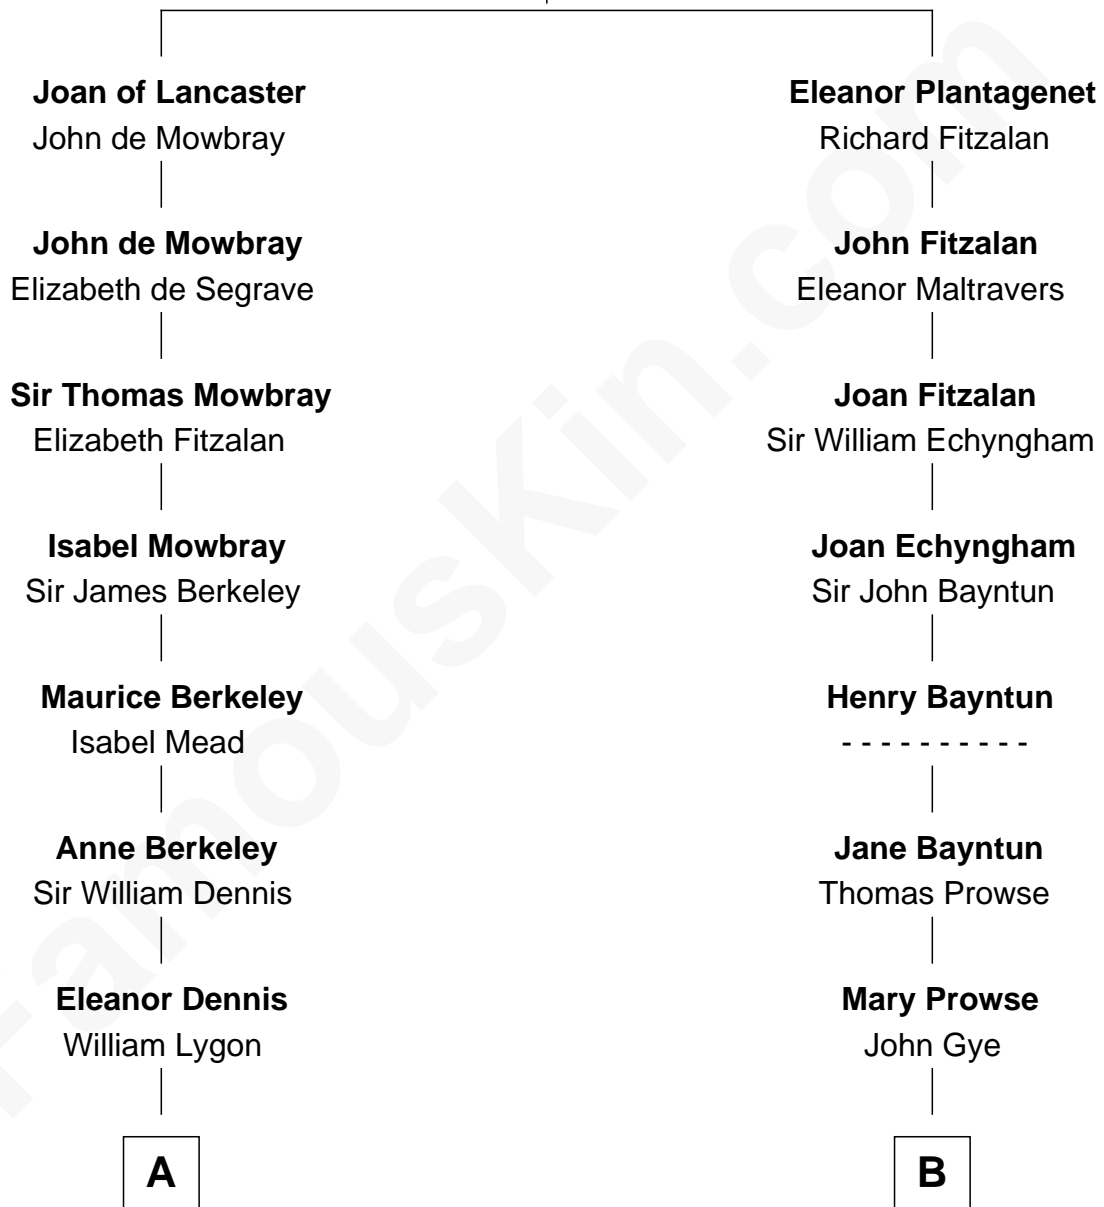 Joan of Lancaster
John de Mowbray
Eleanor Plantagenet
Richard Fitzalan
John de Mowbray
Elizabeth de Segrave
John Fitzalan
Eleanor Maltravers
Sir Thomas Mowbray
Elizabeth Fitzalan
Joan Fitzalan
Sir William Echyngham
Isabel Mowbray
Sir James Berkeley
Joan Echyngham
Sir John Bayntun
Maurice Berkeley
Isabel Mead
Henry Bayntun
- - - - - - - - - -
Anne Berkeley
Sir William Dennis
Jane Bayntun
Thomas Prowse
Eleanor Dennis
William Lygon
Mary Prowse
John Gye
A
B
FamousKin.com